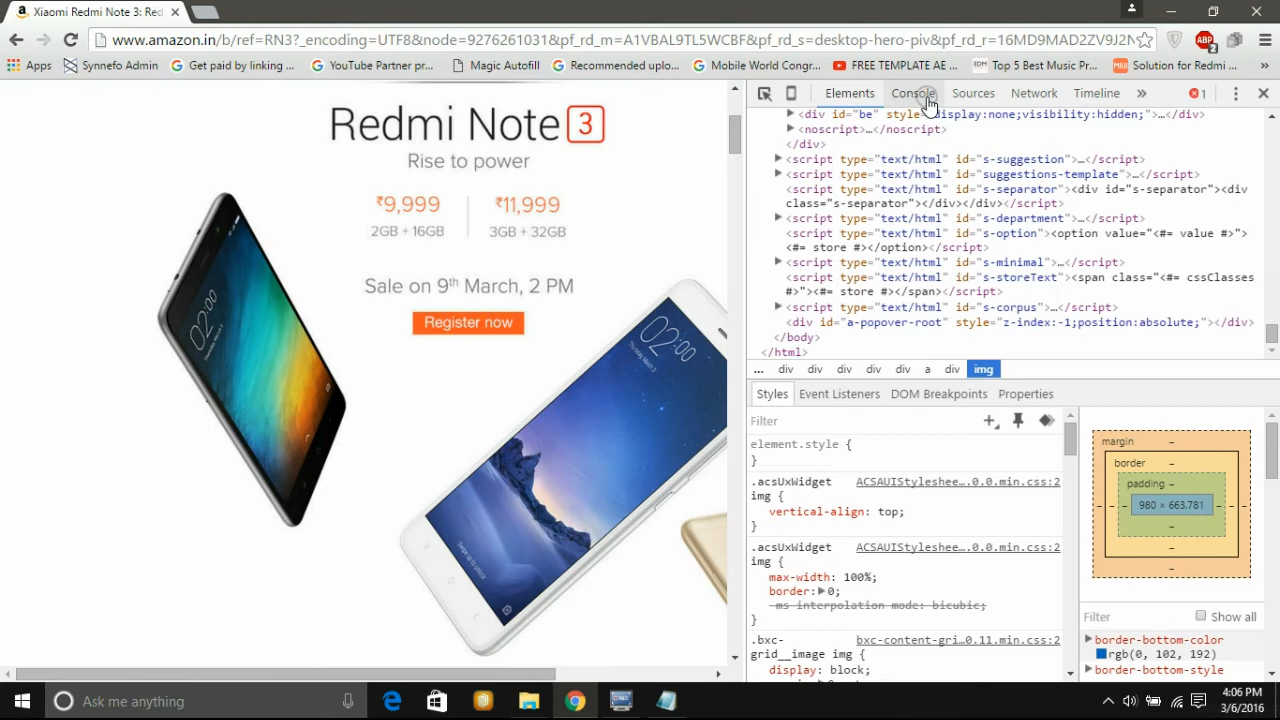 Xiaomi Redmi Note 3: Red
www.amazon.in/b/ref=RN3?_encoding=UTF8&node=9276261031&pf_rd_m=A1VBAL9TL5WCBF&pf_rd_s=desktop-hero-piv&pf_rd_r=16MD9MAD2ZV9J2N
ABP 2
Apps Synnefo Admin Get paid by linking ... YouTube Partner pr... Magic Autofill Recommended uplo... Mobile World Congr... FREE TEMPLATE AE ... EDM Top 5 Best Music Pr... MIUI Solution for Redmi ... »
Redmi Note 3
Rise to power
₹9,999 ₹11,999
2GB + 16GB 3GB + 32GB
Sale on 9th March, 2 PM
Register now
02:00
02:00
Elements Console Sources Network Timeline » 1
<div id="be" style="display:none;visibility:hidden;">…</div>
<noscript>…</noscript>
</div>
<script type="text/html" id="s-suggestion">…</script>
<script type="text/html" id="suggestions-template">…</script>
<script type="text/html" id="s-separator"><div id="s-separator"><div
class="s-separator"></div></div></script>
<script type="text/html" id="s-department">…</script>
<script type="text/html" id="s-option"><option value="<#= value #>">
<#= store #></option></script>
<script type="text/html" id="s-minimal">…</script>
<script type="text/html" id="s-storeText"><span class="<#= cssClasses
#>"><#= store #></span></script>
<script type="text/html" id="s-corpus">…</script>
<div id="a-popover-root" style="z-index:-1;position:absolute;"></div>
</body>
</html>
... div div div div div a div img
Styles Event Listeners DOM Breakpoints Properties
Filter
element.style {
}
.acsUxWidget ACSAUIStyleshee….0.0.min.css:2
img {
vertical-align: top;
}
.acsUxWidget ACSAUIStyleshee….0.0.min.css:2
img {
max-width: 100%;
border: 0;
-ms-interpolation-mode: bicubic;
}
.bxc- bxc-content-gri…0.11.min.css:2
grid__image img {
display: block;
margin –
border –
padding –
– – – 980 × 663.781 – – –
–
–
–
Filter Show all
border-bottom-color
rgb(0, 102, 192)
border-bottom-style
Ask me anything
4:06 PM
3/6/2016